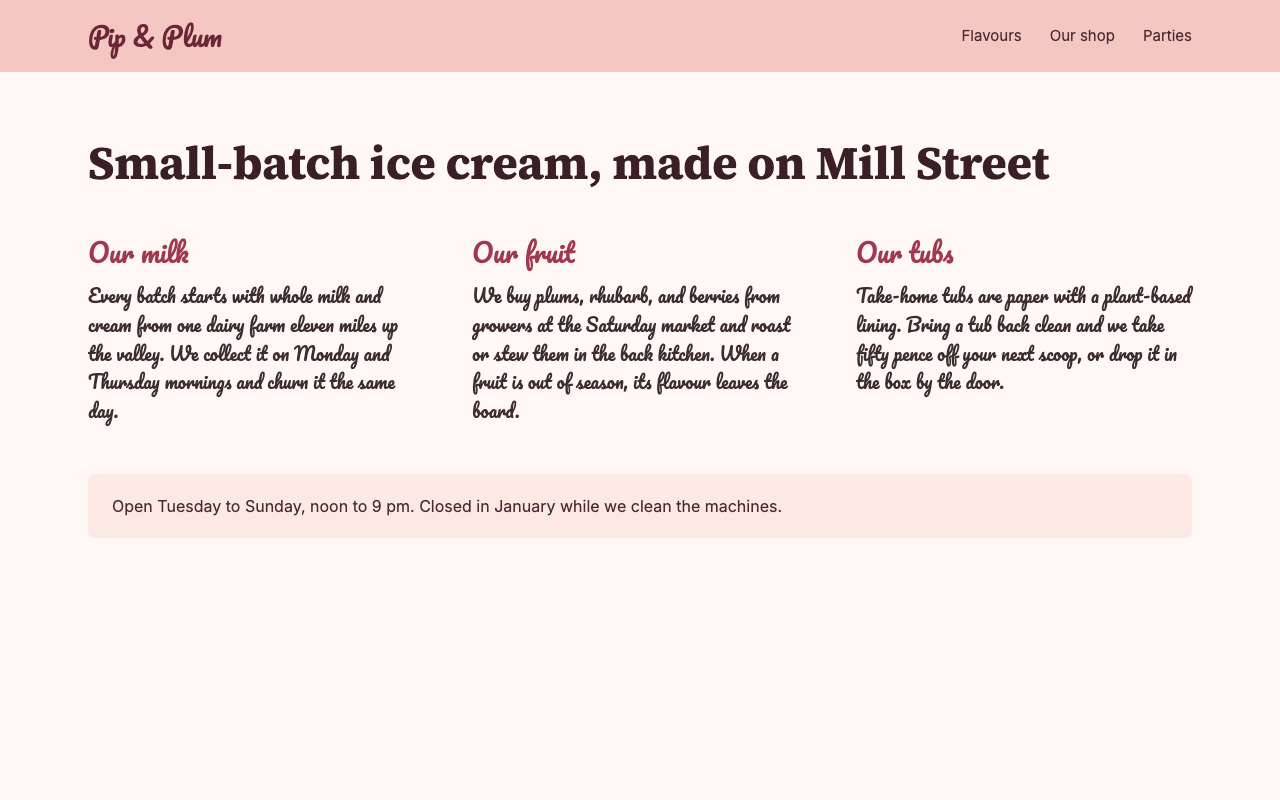 Pip & Plum
Flavours Our shop Parties
Small-batch ice cream, made on Mill Street
Our milk
Every batch starts with whole milk and
cream from one dairy farm eleven miles up
the valley. We collect it on Monday and
Thursday mornings and churn it the same
day.
Our fruit
We buy plums, rhubarb, and berries from
growers at the Saturday market and roast
or stew them in the back kitchen. When a
fruit is out of season, its flavour leaves the
board.
Our tubs
Take-home tubs are paper with a plant-based
lining. Bring a tub back clean and we take
fifty pence off your next scoop, or drop it in
the box by the door.
Open Tuesday to Sunday, noon to 9 pm. Closed in January while we clean the machines.